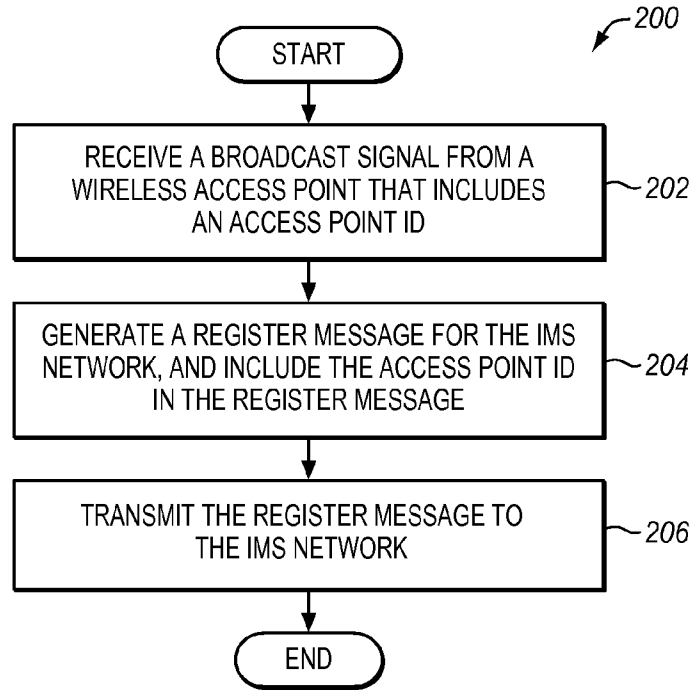 200
START
RECEIVE A BROADCAST SIGNAL FROM A
WIRELESS ACCESS POINT THAT INCLUDES
AN ACCESS POINT ID
202
GENERATE A REGISTER MESSAGE FOR THE IMS
NETWORK, AND INCLUDE THE ACCESS POINT ID
IN THE REGISTER MESSAGE
204
TRANSMIT THE REGISTER MESSAGE TO
THE IMS NETWORK
206
END